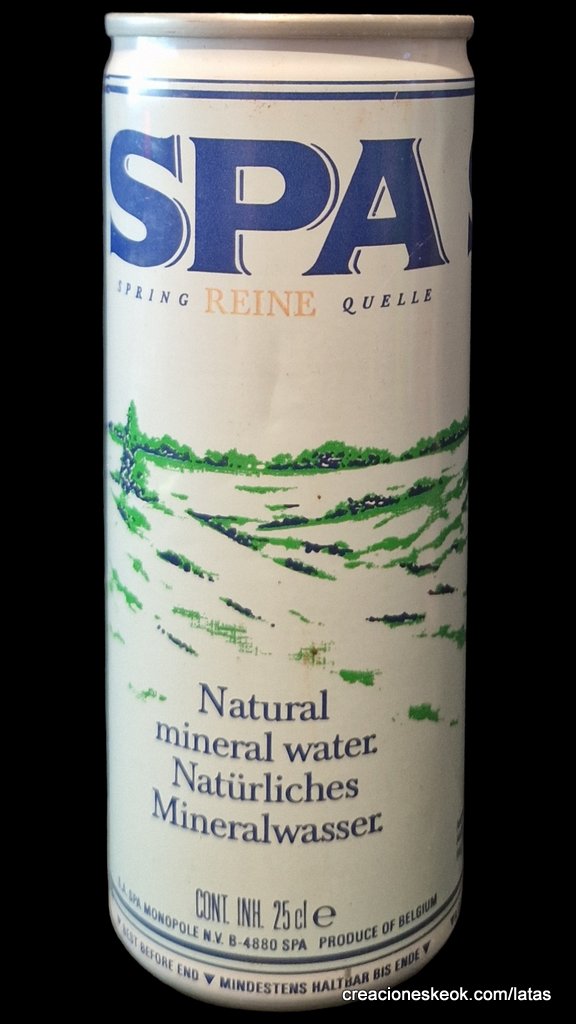 SPA
SPRING REINE QUELLE
Natural
mineral water.
Natürliches
Mineralwasser.
CONT. INH. 25 cl e
S.A. SPA MONOPOLE N.V. B-4880 SPA PRODUCE OF BELGIUM
▼ BEST BEFORE END ▼ MINDESTENS HALTBAR BIS ENDE ▼
creacioneskeok.com/latas